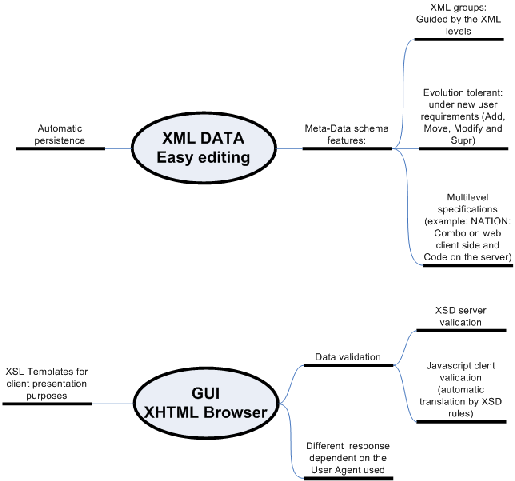 XML groups:
Guided by the XML
levels
Evolution tolerant:
under new user
requirements (Add,
Move, Modify and
Supr)
Automatic
persistence
XML DATA
Easy editing
Meta-Data schema
features:
Multilevel
specifications
(example: NATION:
Combo on web
client side and
Code on the server)
XSD server
validation
Data validation
XSL Templates for
client presentation
purposes
GUI
XHTML Browser
Javascript client
validation
(automatic
translation by XSD
rules)
Different response
dependent on the
User Agent used